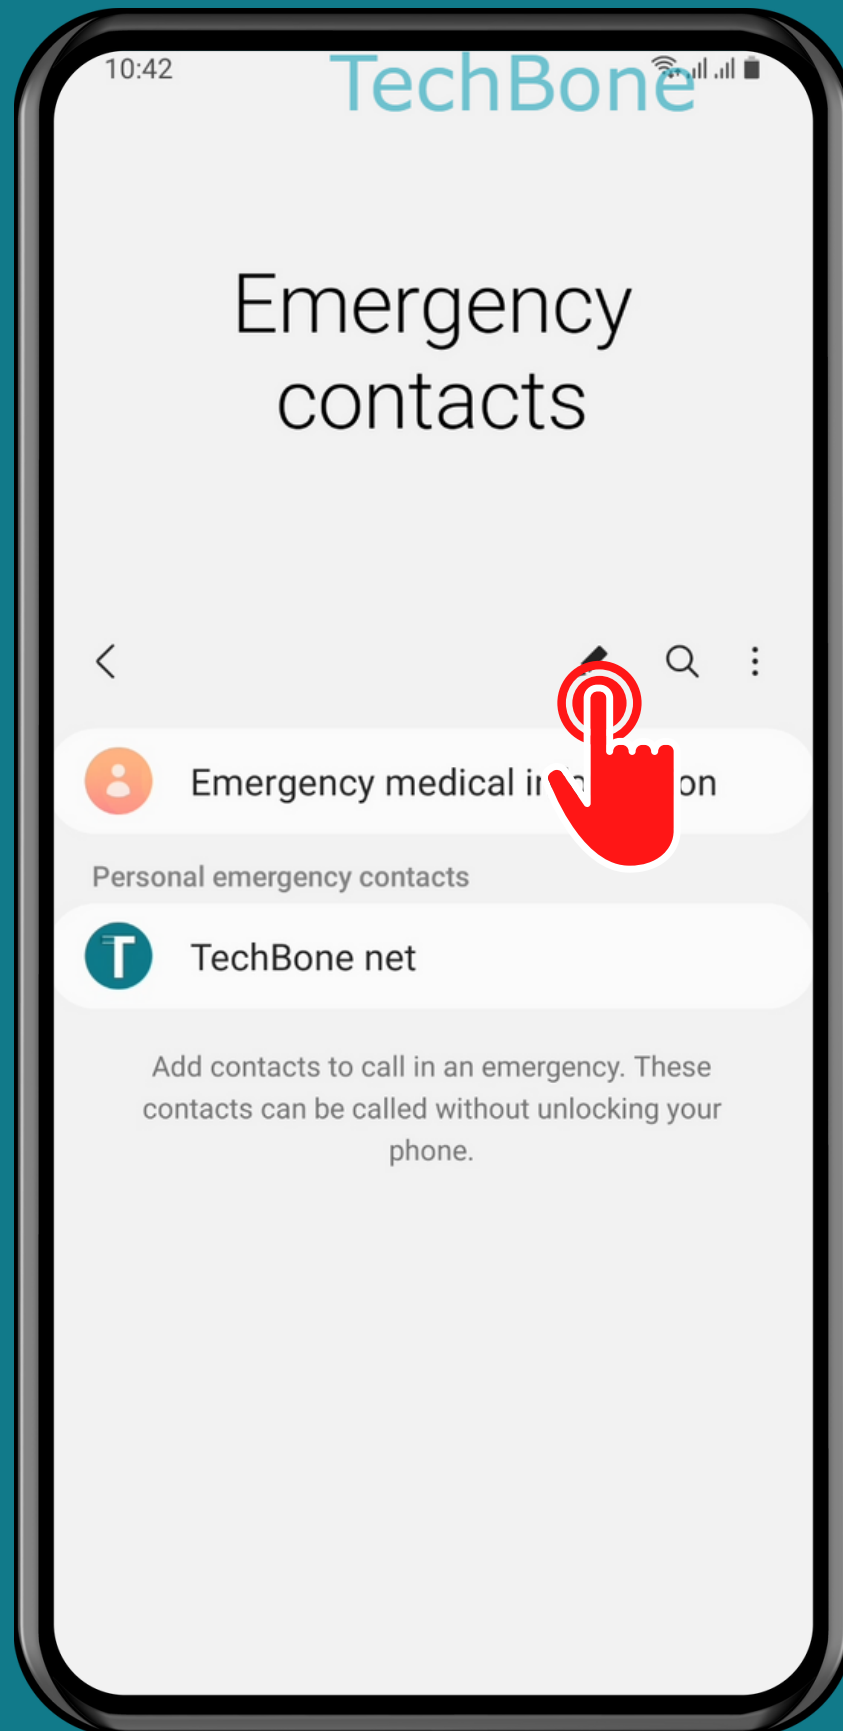 10:42
TechBone
Emergency
contacts
Emergency medical
Personal emergency contacts
T
TechBone net
Add contacts to call in an emergency. These
contacts can be called without unlocking your
phone.